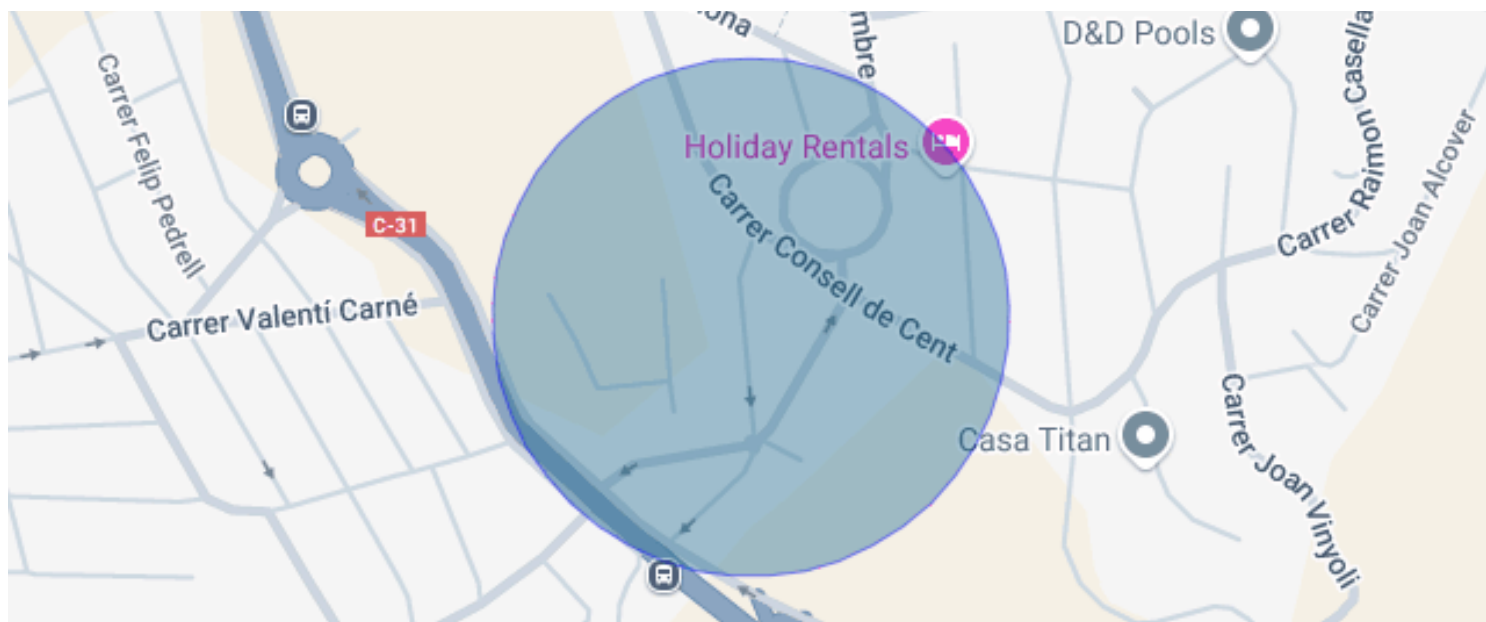 D&D Pools
Carrer Felip Pedrell
Holiday Rentals
Carrer Raimon Casella
Carrer Joan Alcover
C-31
Carrer Consell de Cent
Carrer Valentí Carné
Casa Titan
Carrer Joan Vinyoli